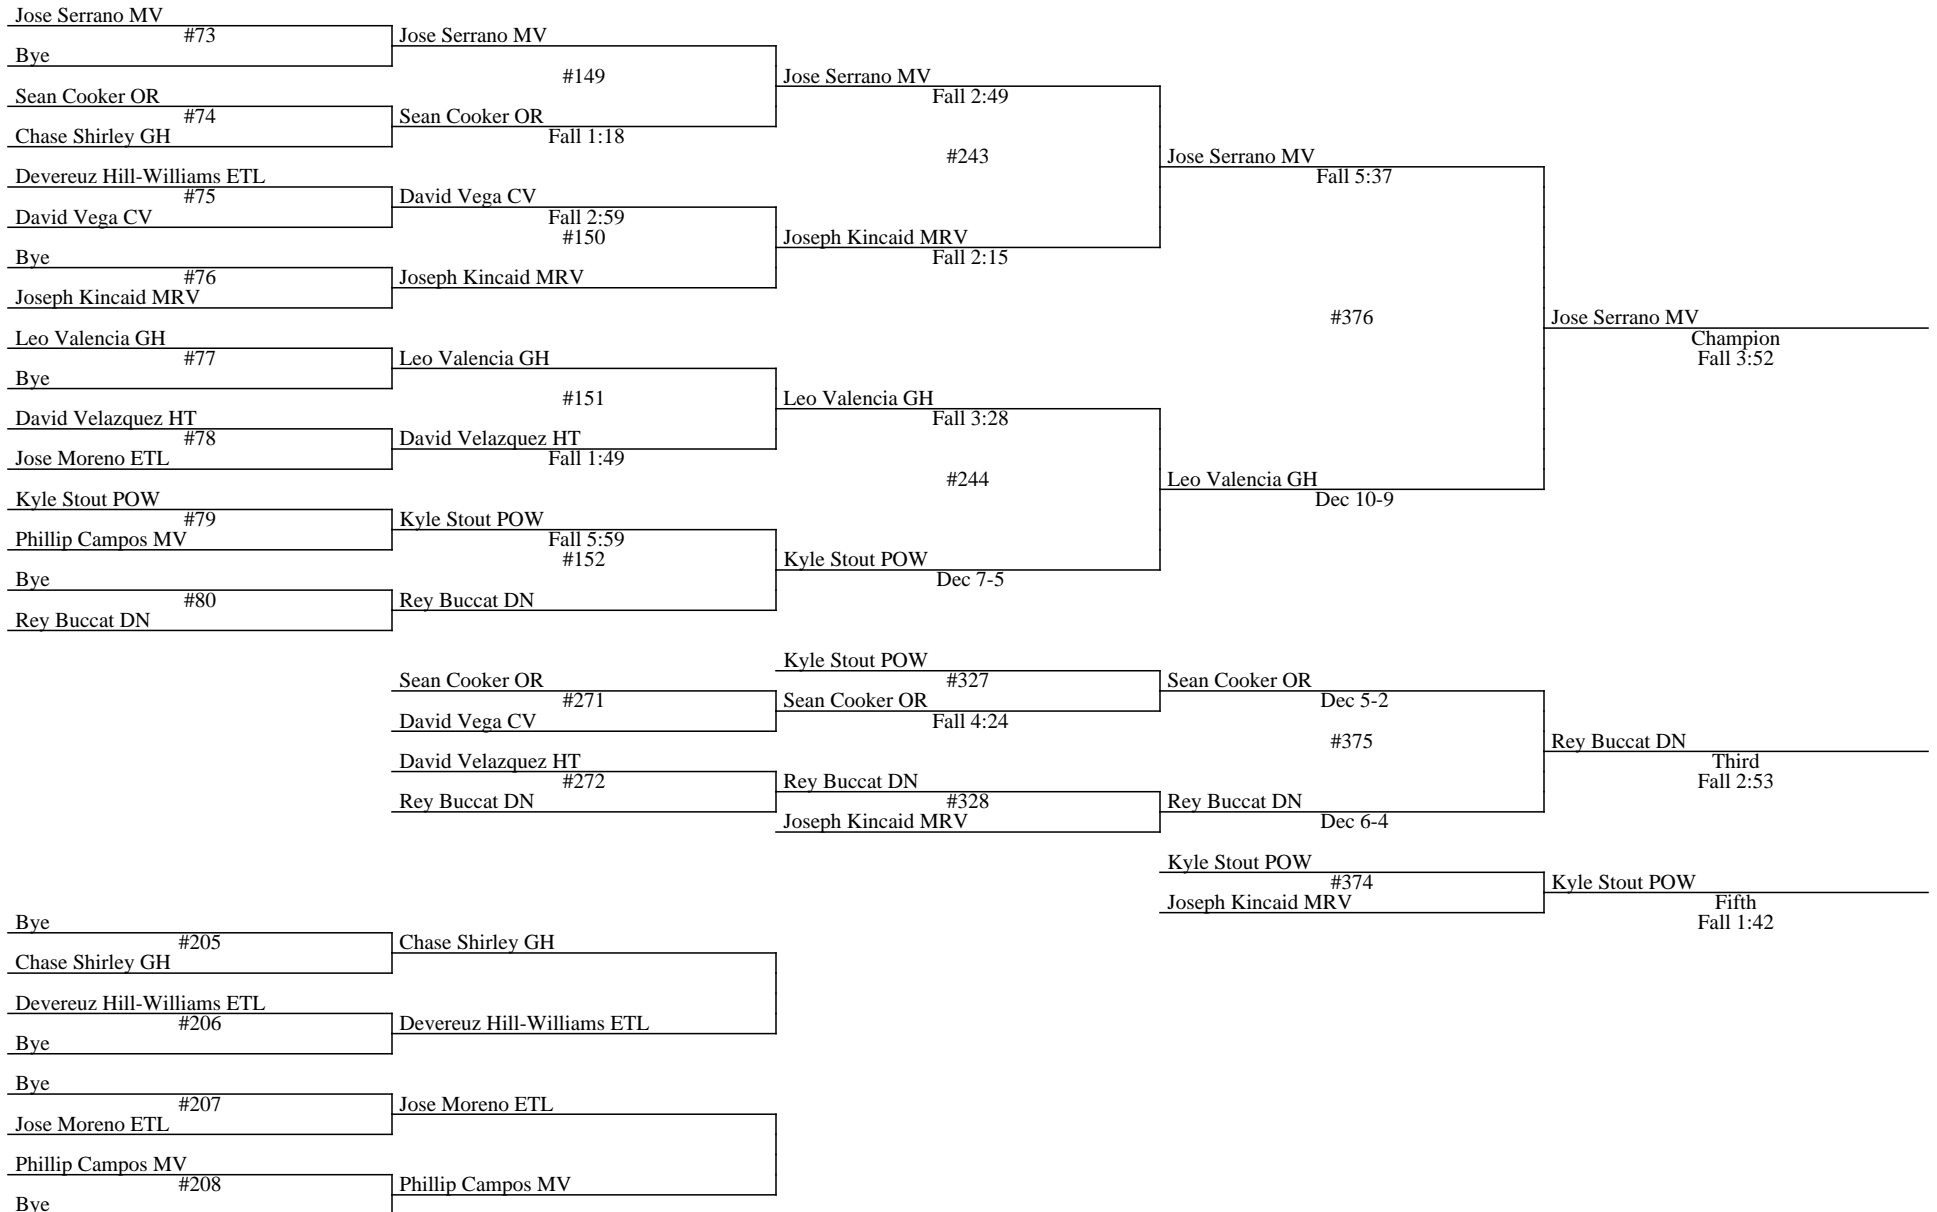 Jose Serrano MV
#73
Jose Serrano MV
Bye
#149
Jose Serrano MV
Sean Cooker OR
Fall 2:49
#74
Sean Cooker OR
Chase Shirley GH
Fall 1:18
#243
Jose Serrano MV
Devereuz Hill-Williams ETL
Fall 5:37
#75
David Vega CV
David Vega CV
Fall 2:59
#150
Joseph Kincaid MRV
Bye
Fall 2:15
#76
Joseph Kincaid MRV
Joseph Kincaid MRV
#376
Jose Serrano MV
Leo Valencia GH
Champion
#77
Leo Valencia GH
Fall 3:52
Bye
#151
Leo Valencia GH
David Velazquez HT
Fall 3:28
#78
David Velazquez HT
Jose Moreno ETL
Fall 1:49
#244
Leo Valencia GH
Kyle Stout POW
Dec 10-9
#79
Kyle Stout POW
Phillip Campos MV
Fall 5:59
#152
Kyle Stout POW
Bye
Dec 7-5
#80
Rey Buccat DN
Rey Buccat DN
Kyle Stout POW
Sean Cooker OR
#327
Sean Cooker OR
#271
Sean Cooker OR
Dec 5-2
David Vega CV
Fall 4:24
#375
Rey Buccat DN
David Velazquez HT
Third
#272
Rey Buccat DN
Fall 2:53
Rey Buccat DN
#328
Rey Buccat DN
Joseph Kincaid MRV
Dec 6-4
Kyle Stout POW
#374
Kyle Stout POW
Joseph Kincaid MRV
Fifth
Fall 1:42
Bye
#205
Chase Shirley GH
Chase Shirley GH
Devereuz Hill-Williams ETL
#206
Devereuz Hill-Williams ETL
Bye
Bye
#207
Jose Moreno ETL
Jose Moreno ETL
Phillip Campos MV
#208
Phillip Campos MV
Bye